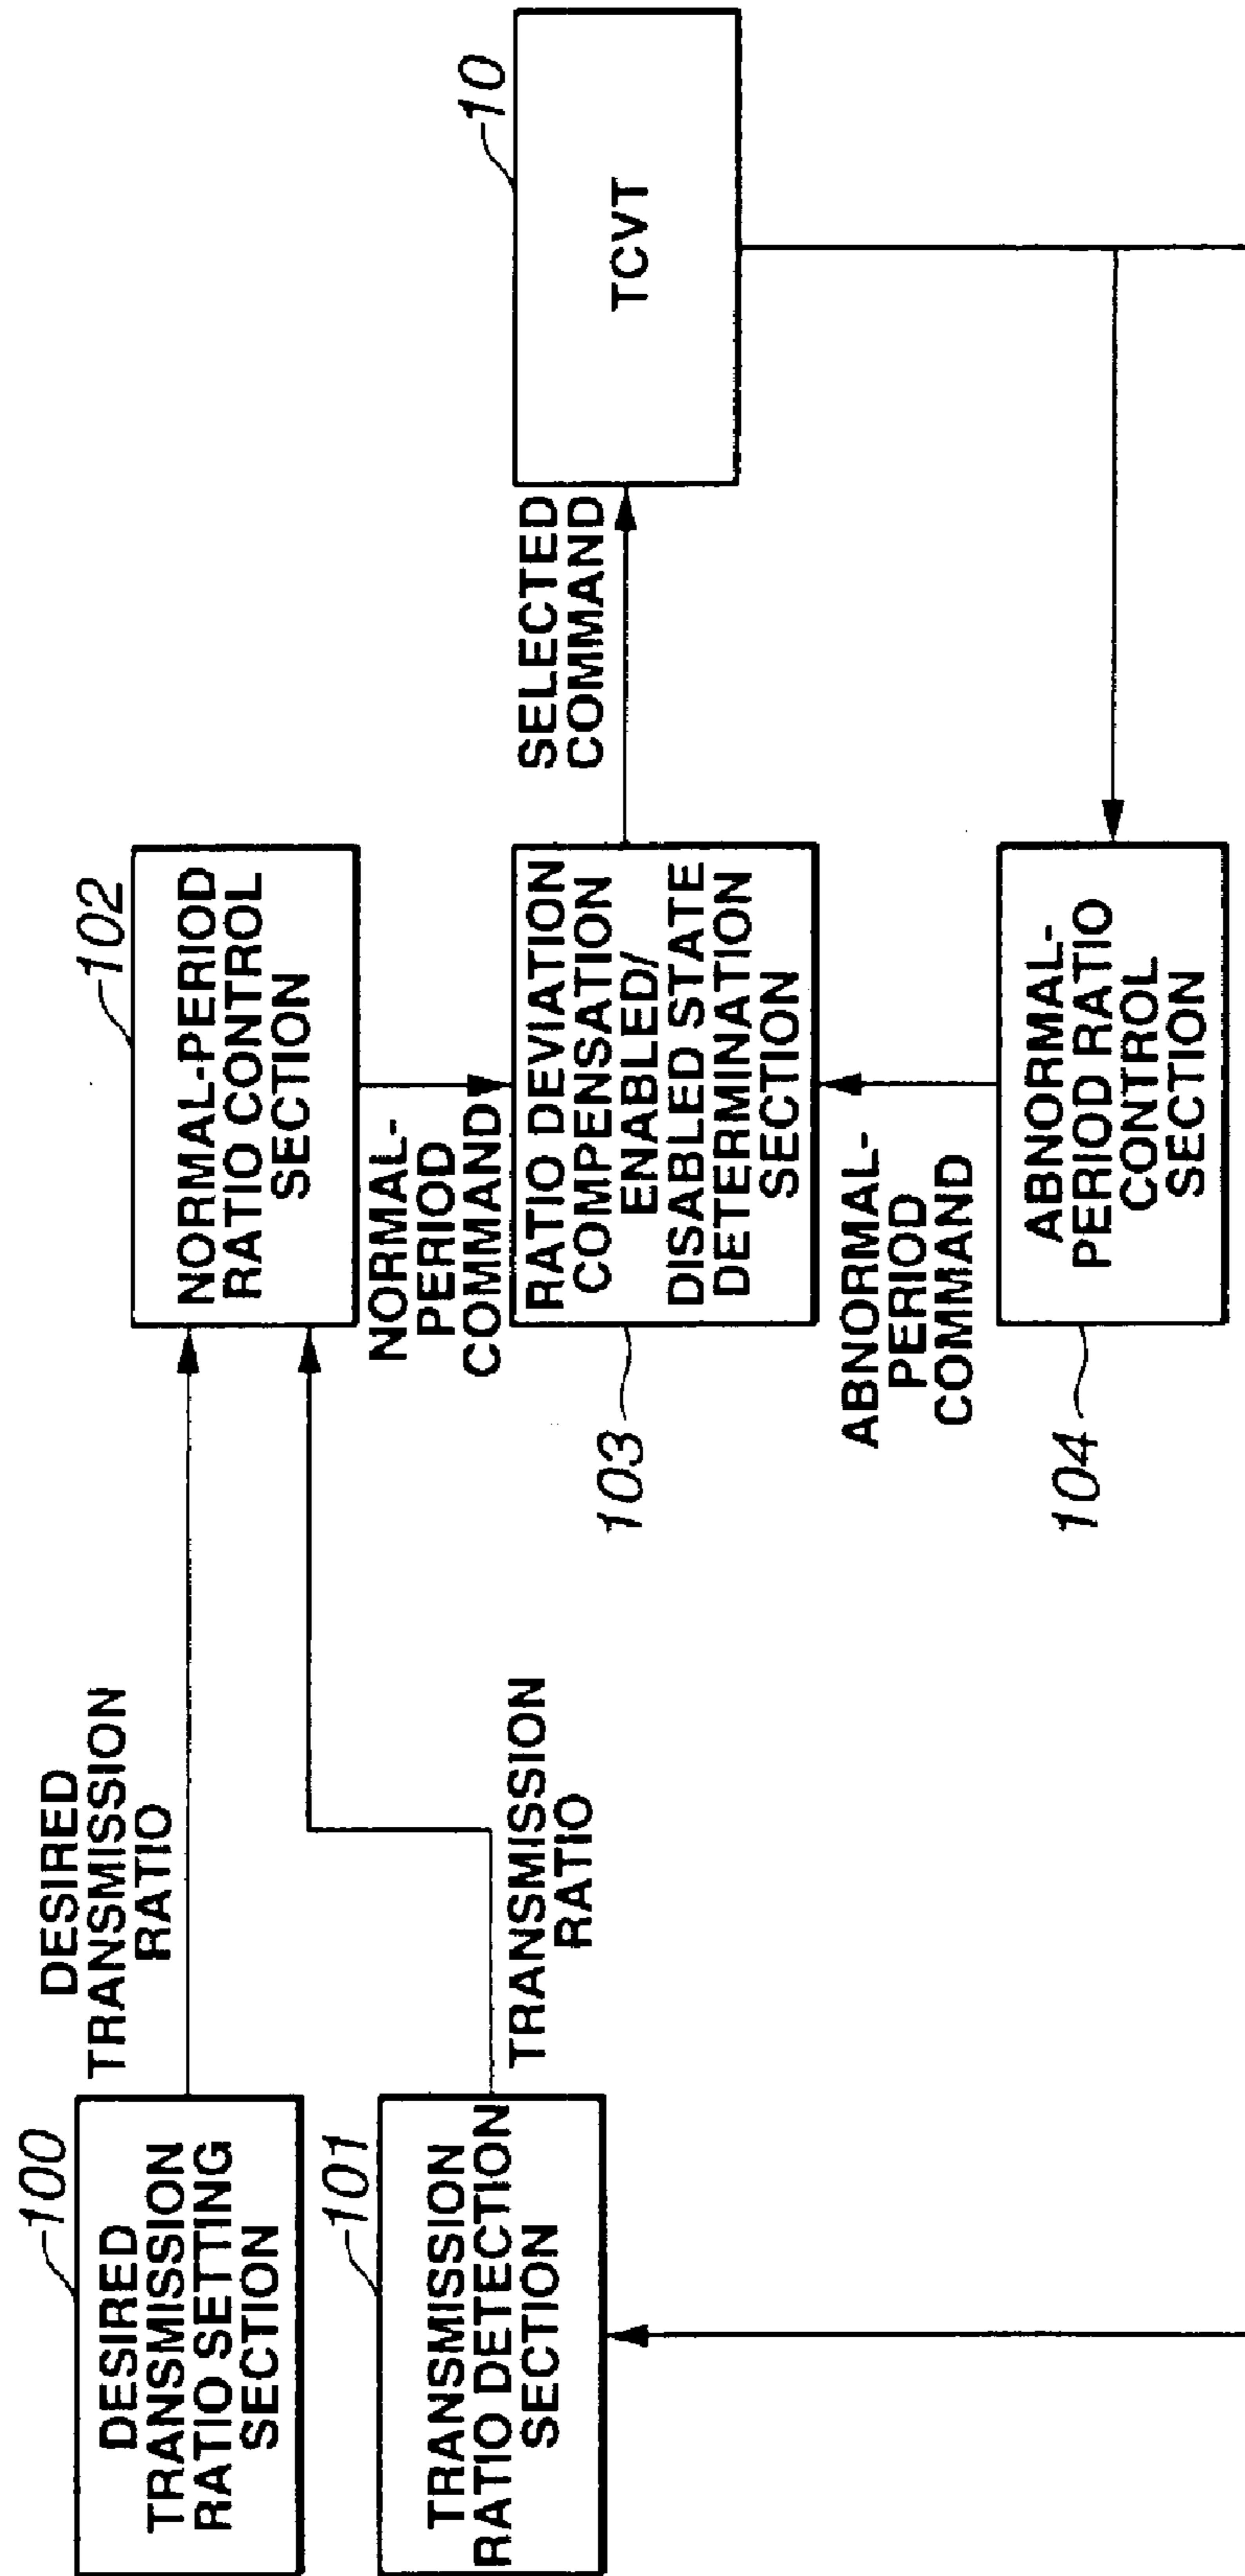 100
DESIRED
TRANSMISSION
RATIO SETTING
SECTION
DESIRED
TRANSMISSION
RATIO
101
TRANSMISSION
RATIO DETECTION
SECTION
TRANSMISSION
RATIO
102
NORMAL-PERIOD
RATIO CONTROL
SECTION
NORMAL-
PERIOD
COMMAND
103
RATIO DEVIATION
COMPENSATION
ENABLED/
DISABLED STATE
DETERMINATION
SECTION
SELECTED
COMMAND
10
TCVT
ABNORMAL-
PERIOD
COMMAND
104
ABNORMAL-
PERIOD RATIO
CONTROL
SECTION